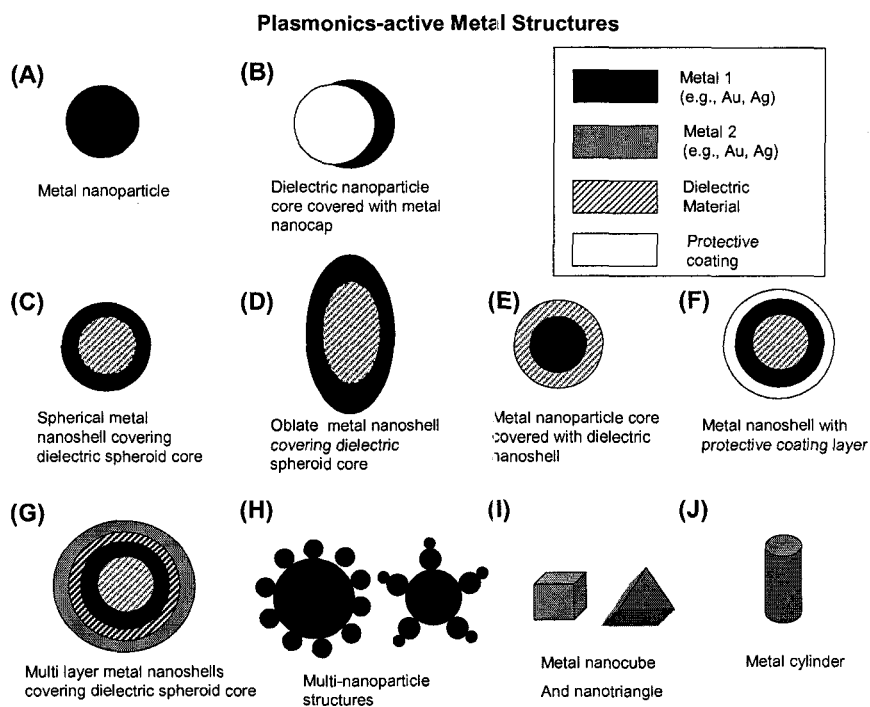 Plasmonics-active Metal Structures
(A)
Metal nanoparticle
(B)
Dielectric nanoparticle
core covered with metal
nanocap
Metal 1
(e.g., Au, Ag)
Metal 2
(e.g., Au, Ag)
Dielectric
Material
Protective
coating
(C)
Spherical metal
nanoshell covering
dielectric spheroid core
(D)
Oblate metal nanoshell
covering dielectric
spheroid core
(E)
Metal nanoparticle core
covered with dielectric
nanoshell
(F)
Metal nanoshell with
protective coating layer
(G)
Multi layer metal nanoshells
covering dielectric spheroid core
(H)
Multi-nanoparticle
structures
(I)
Metal nanocube
And nanotriangle
(J)
Metal cylinder